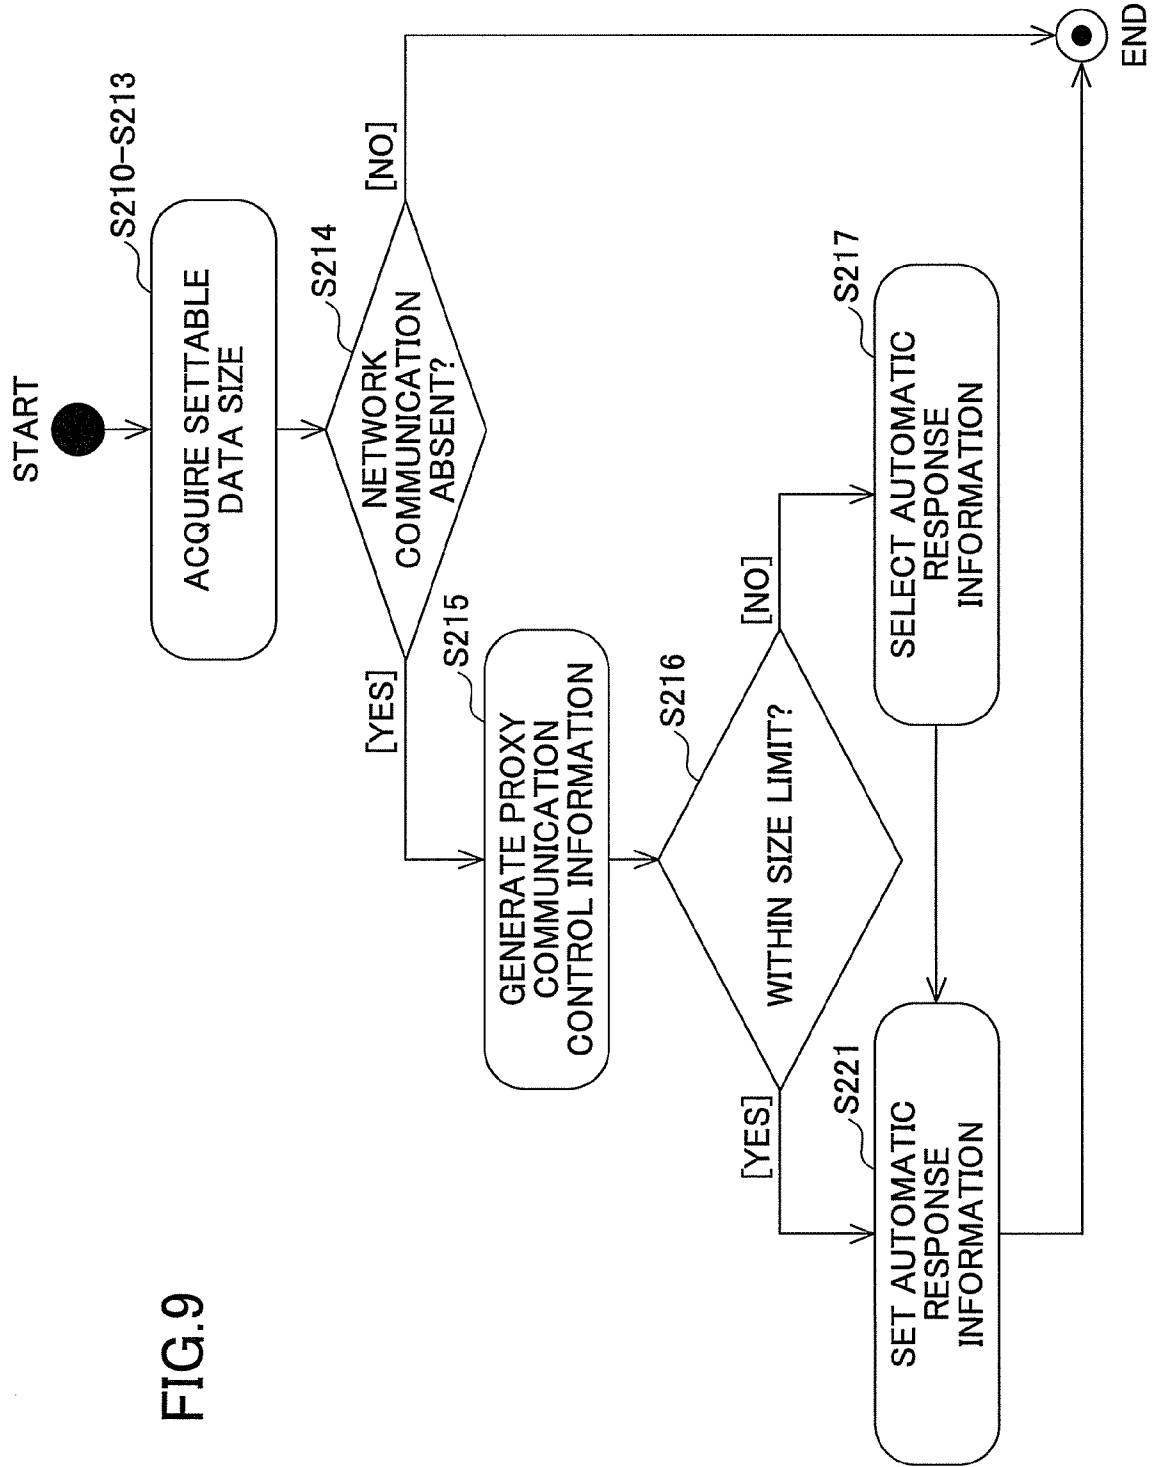 FIG.9
START
S210-S213
ACQUIRE SETTABLE
DATA SIZE
S214
NETWORK
COMMUNICATION
ABSENT?
[NO]
[YES]
S215
GENERATE PROXY
COMMUNICATION
CONTROL INFORMATION
S216
WITHIN SIZE LIMIT?
[NO]
[YES]
S217
SELECT AUTOMATIC
RESPONSE
INFORMATION
S221
SET AUTOMATIC
RESPONSE
INFORMATION
END